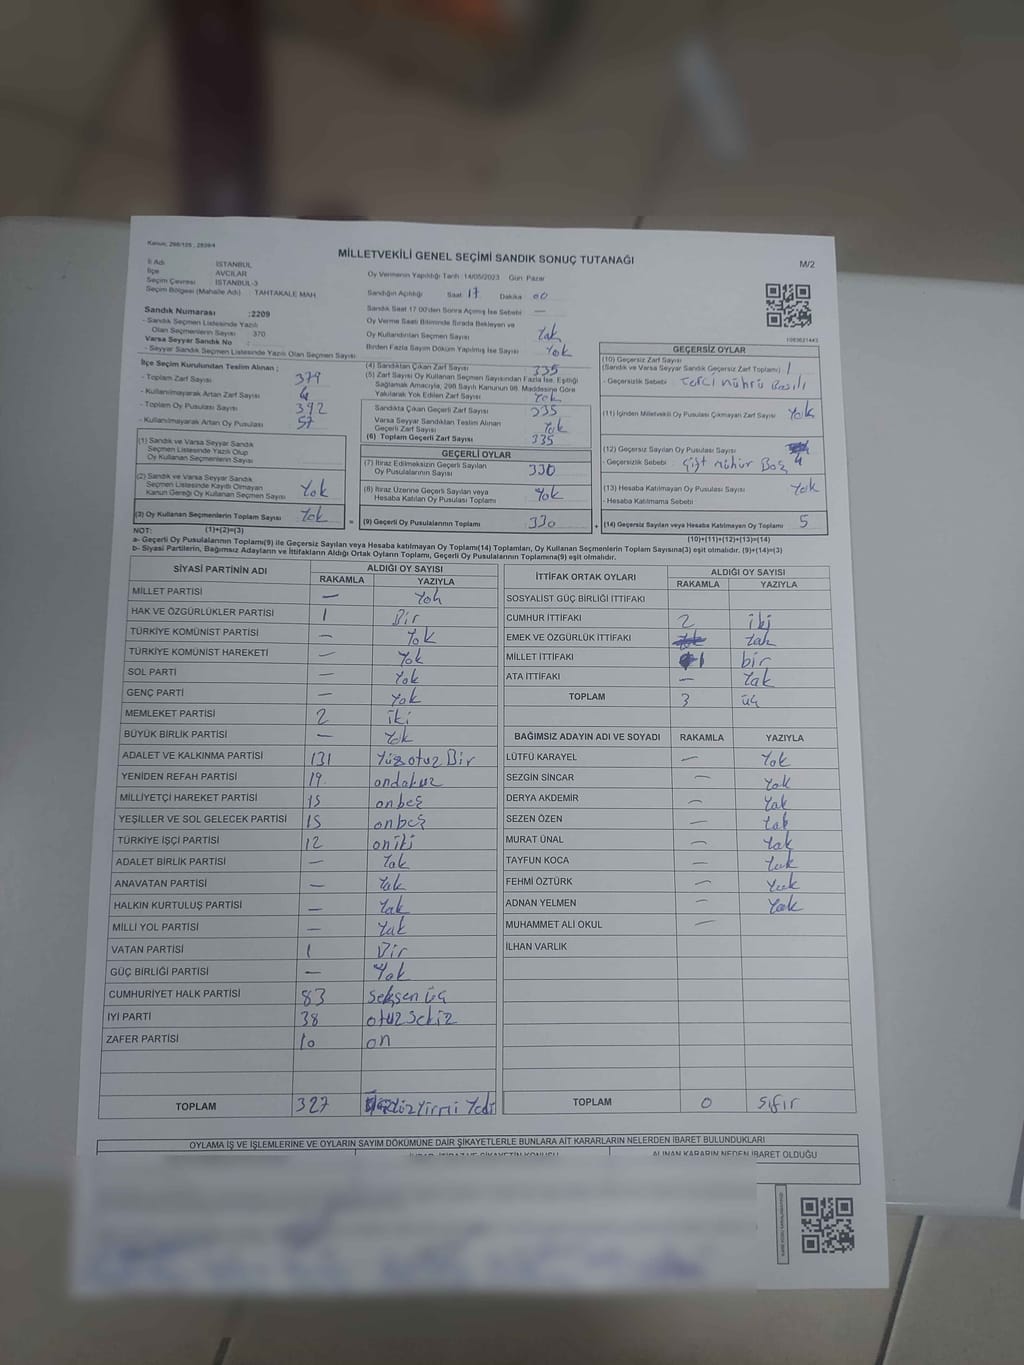 Kanun; 298/105 , 2839/4
MİLLETVEKİLİ GENEL SEÇİMİ SANDIK SONUÇ TUTANAĞI
M/2
İl Adı : İSTANBUL
İlçe : AVCILAR
Seçim Çevresi : İSTANBUL-3
Seçim Bölgesi (Mahalle Adı) : TAHTAKALE MAH
Oy Vermenin Yapıldığı Tarih :14/05/2023 Gün: Pazar
Sandığın Açıldığı Saat 17 Dakika 00
Sandık Saat 17:00'den Sonra Açılmış İse Sebebi : —
Oy Verme Saati Bitiminde Sırada Bekleyen ve
Oy Kullandırılan Seçmen Sayısı Yok
Birden Fazla Sayım Döküm Yapılmış İse Sayısı Yok
Sandık Numarası :2209
- Sandık Seçmen Listesinde Yazılı
Olan Seçmenlerin Sayısı 370
Varsa Seyyar Sandık No :
- Seyyar Sandık Seçmen Listesinde Yazılı Olan Seçmen Sayısı
İlçe Seçim Kurulundan Teslim Alınan ;
- Toplam Zarf Sayısı 379
- Kullanılmayarak Artan Zarf Sayısı
- Toplam Oy Pusulası Sayısı 392
- Kullanılmayarak Artan Oy Pusulası 57
(1) Sandık ve Varsa Seyyar Sandık
Seçmen Listesinde Yazılı Olup
Oy Kullanan Seçmenlerin Sayısı
(2) Sandık ve Varsa Seyyar Sandık
Seçmen Listesinde Kayıtlı Olmayan
Kanun Gereği Oy Kullanan Seçmen Sayısı Yok
(3) Oy Kullanan Seçmenlerin Toplam Sayısı Yok
(1)+(2)=(3)
(4) Sandıktan Çıkan Zarf Sayısı 335
(5) Zarf Sayısı Oy Kullanan Seçmen Sayısından Fazla İse, Eşitliği
Sağlamak Amacıyla, 298 Sayılı Kanunun 98. Maddesine Göre
Yakılarak Yok Edilen Zarf Sayısı Yok
Sandıkta Çıkan Geçerli Zarf Sayısı 335
Varsa Seyyar Sandıktan Teslim Alınan
Geçerli Zarf Sayısı Yok
(6) Toplam Geçerli Zarf Sayısı 335
GEÇERLİ OYLAR
(7) İtiraz Edilmeksizin Geçerli Sayılan
Oy Pusulalarının Sayısı 330
(8) İtiraz Üzerine Geçerli Sayılan veya
Hesaba Katılan Oy Pusulası Toplamı Yok
= (9) Geçerli Oy Pusulalarının Toplamı 330 +
1083621443
GEÇERSİZ OYLAR
(10) Geçersiz Zarf Sayısı
(Sandık ve Varsa Seyyar Sandık Geçersiz Zarf Toplamı) 1
- Geçersizlik Sebebi : Tercih mührü Basılı
(11) İçinden Milletvekili Oy Pusulası Çıkmayan Zarf Sayısı Yok
(12) Geçersiz Sayılan Oy Pusulası Sayısı 4
- Geçersizlik Sebebi : Çift mühür Boş
(13) Hesaba Katılmayan Oy Pusulası Sayısı Yok
- Hesaba Katılmama Sebebi :
(14) Geçersiz Sayılan veya Hesaba Katılmayan Oy Toplamı 5
(10)+(11)+(12)+(13)=(14)
NOT:
a- Geçerli Oy Pusulalarının Toplamı(9) ile Geçersiz Sayılan veya Hesaba katılmayan Oy Toplamı(14) Toplamları, Oy Kullanan Seçmenlerin Toplam Sayısına(3) eşit olmalıdır. (9)+(14)=(3)
b- Siyasi Partilerin, Bağımsız Adayların ve İttifakların Aldığı Ortak Oyların Toplamı, Geçerli Oy Pusulalarının Toplamına(9) eşit olmalıdır.
SİYASİ PARTİNİN ADI ALDIĞI OY SAYISI
RAKAMLA YAZIYLA
MİLLET PARTİSİ — Yok
HAK VE ÖZGÜRLÜKLER PARTİSİ 1 Bir
TÜRKİYE KOMÜNİST PARTİSİ — Yok
TÜRKİYE KOMÜNİST HAREKETİ — Yok
SOL PARTİ — Yok
GENÇ PARTİ — Yok
MEMLEKET PARTİSİ 2 iki
BÜYÜK BİRLİK PARTİSİ — Yok
ADALET VE KALKINMA PARTİSİ 131 Yüzotuz Bir
YENİDEN REFAH PARTİSİ 19 ondokuz
MİLLİYETÇİ HAREKET PARTİSİ 15 onbeş
YEŞİLLER VE SOL GELECEK PARTİSİ 15 onbeş
TÜRKİYE İŞÇİ PARTİSİ 12 oniki
ADALET BİRLİK PARTİSİ — Yok
ANAVATAN PARTİSİ — Yok
HALKIN KURTULUŞ PARTİSİ — Yok
MİLLİ YOL PARTİSİ — Yok
VATAN PARTİSİ 1 Bir
GÜÇ BİRLİĞİ PARTİSİ — Yok
CUMHURİYET HALK PARTİSİ 83 seksen üç
İYİ PARTİ 38 otuz sekiz
ZAFER PARTİSİ 10 on
TOPLAM 327 üçyüz Yirmi Yedi
İTTİFAK ORTAK OYLARI ALDIĞI OY SAYISI
RAKAMLA YAZIYLA
SOSYALİST GÜÇ BİRLİĞİ İTTİFAKI
CUMHUR İTTİFAKI 2 iki
EMEK VE ÖZGÜRLÜK İTTİFAKI Yok
MİLLET İTTİFAKI 1 bir
ATA İTTİFAKI — Yok
TOPLAM 3 üç
BAĞIMSIZ ADAYIN ADI VE SOYADI RAKAMLA YAZIYLA
LÜTFÜ KARAYEL — Yok
SEZGİN SİNCAR — Yok
DERYA AKDEMİR — Yok
SEZEN ÖZEN — Yok
MURAT ÜNAL — Yok
TAYFUN KOCA — Yok
FEHMİ ÖZTÜRK — Yok
ADNAN YELMEN — Yok
MUHAMMET ALİ OKUL —
İLHAN VARLIK
TOPLAM 0 sıfır
OYLAMA İŞ VE İŞLEMLERİNE VE OYLARIN SAYIM DÖKÜMÜNE DAİR ŞİKAYETLERLE BUNLARA AİT KARARLARIN NELERDEN İBARET BULUNDUKLARI
ALINAN KARARIN NEDEN İBARET OLDUĞU